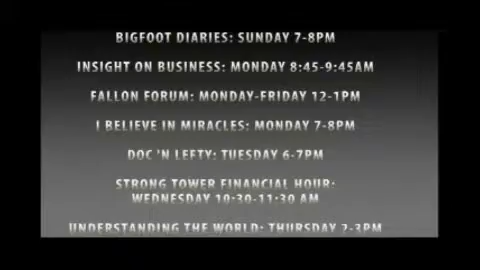 BIGFOOT DIARIES: SUNDAY 7-8PM
INSIGHT ON BUSINESS: MONDAY 8:45-9:45AM
FALLON FORUM: MONDAY-FRIDAY 12-1PM
I BELIEVE IN MIRACLES: MONDAY 7-8PM
DOC 'N LEFTY: TUESDAY 6-7PM
STRONG TOWER FINANCIAL HOUR:
WEDNESDAY 10:30-11:30 AM
UNDERSTANDING THE WORLD: THURSDAY 2-3PM